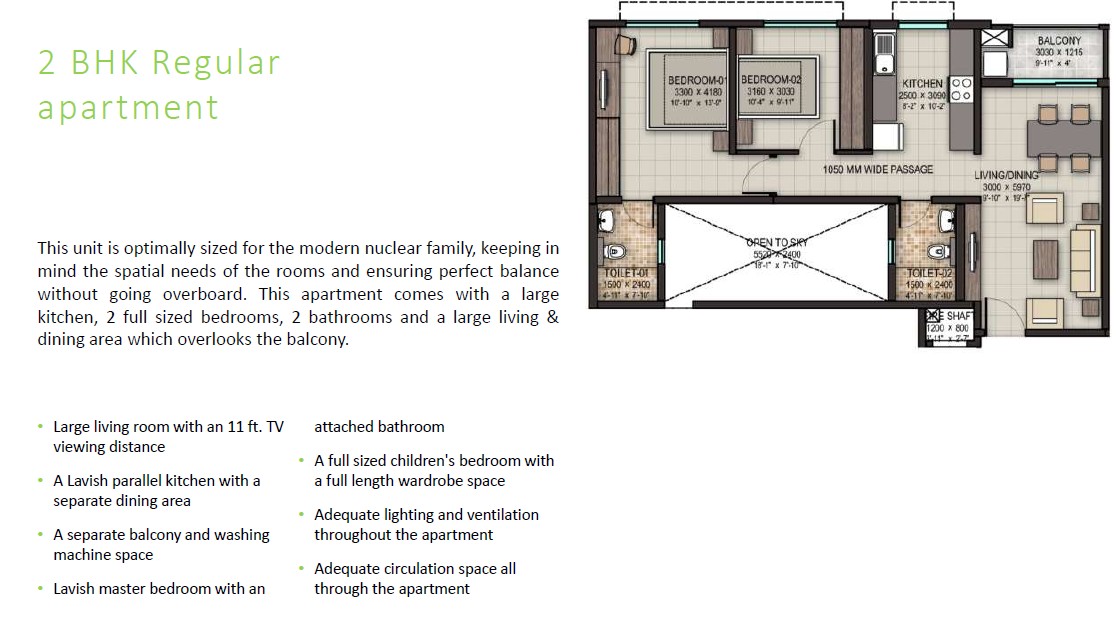 2 BHK Regular
apartment
This unit is optimally sized for the modern nuclear family, keeping in
mind the spatial needs of the rooms and ensuring perfect balance
without going overboard. This apartment comes with a large
kitchen, 2 full sized bedrooms, 2 bathrooms and a large living &
dining area which overlooks the balcony.
• Large living room with an 11 ft. TV
viewing distance
• A Lavish parallel kitchen with a
separate dining area
• A separate balcony and washing
machine space
• Lavish master bedroom with an
attached bathroom
• A full sized children's bedroom with
a full length wardrobe space
• Adequate lighting and ventilation
throughout the apartment
• Adequate circulation space all
through the apartment
BEDROOM-01
3300 X 4180
10'-10" x 13'-9"
BEDROOM-02
3160 X 3030
10'-4" x 9'-11"
KITCHEN
2500 X 3090
8'-2" x 10'-2"
BALCONY
3030 X 1215
9'-11" x 4'
1050 MM WIDE PASSAGE
LIVING/DINING
3000 x 5970
9'-10" x
OPEN TO SKY
5520 x 2400
18'-1" x 7'-10"
TOILET-01
1500 X 2400
4'-11" x 7'-10"
TOILET-02
1500 X 2400
4'-11" x 7'-10"
SHAFT
1200 X 800
x 2'-7"